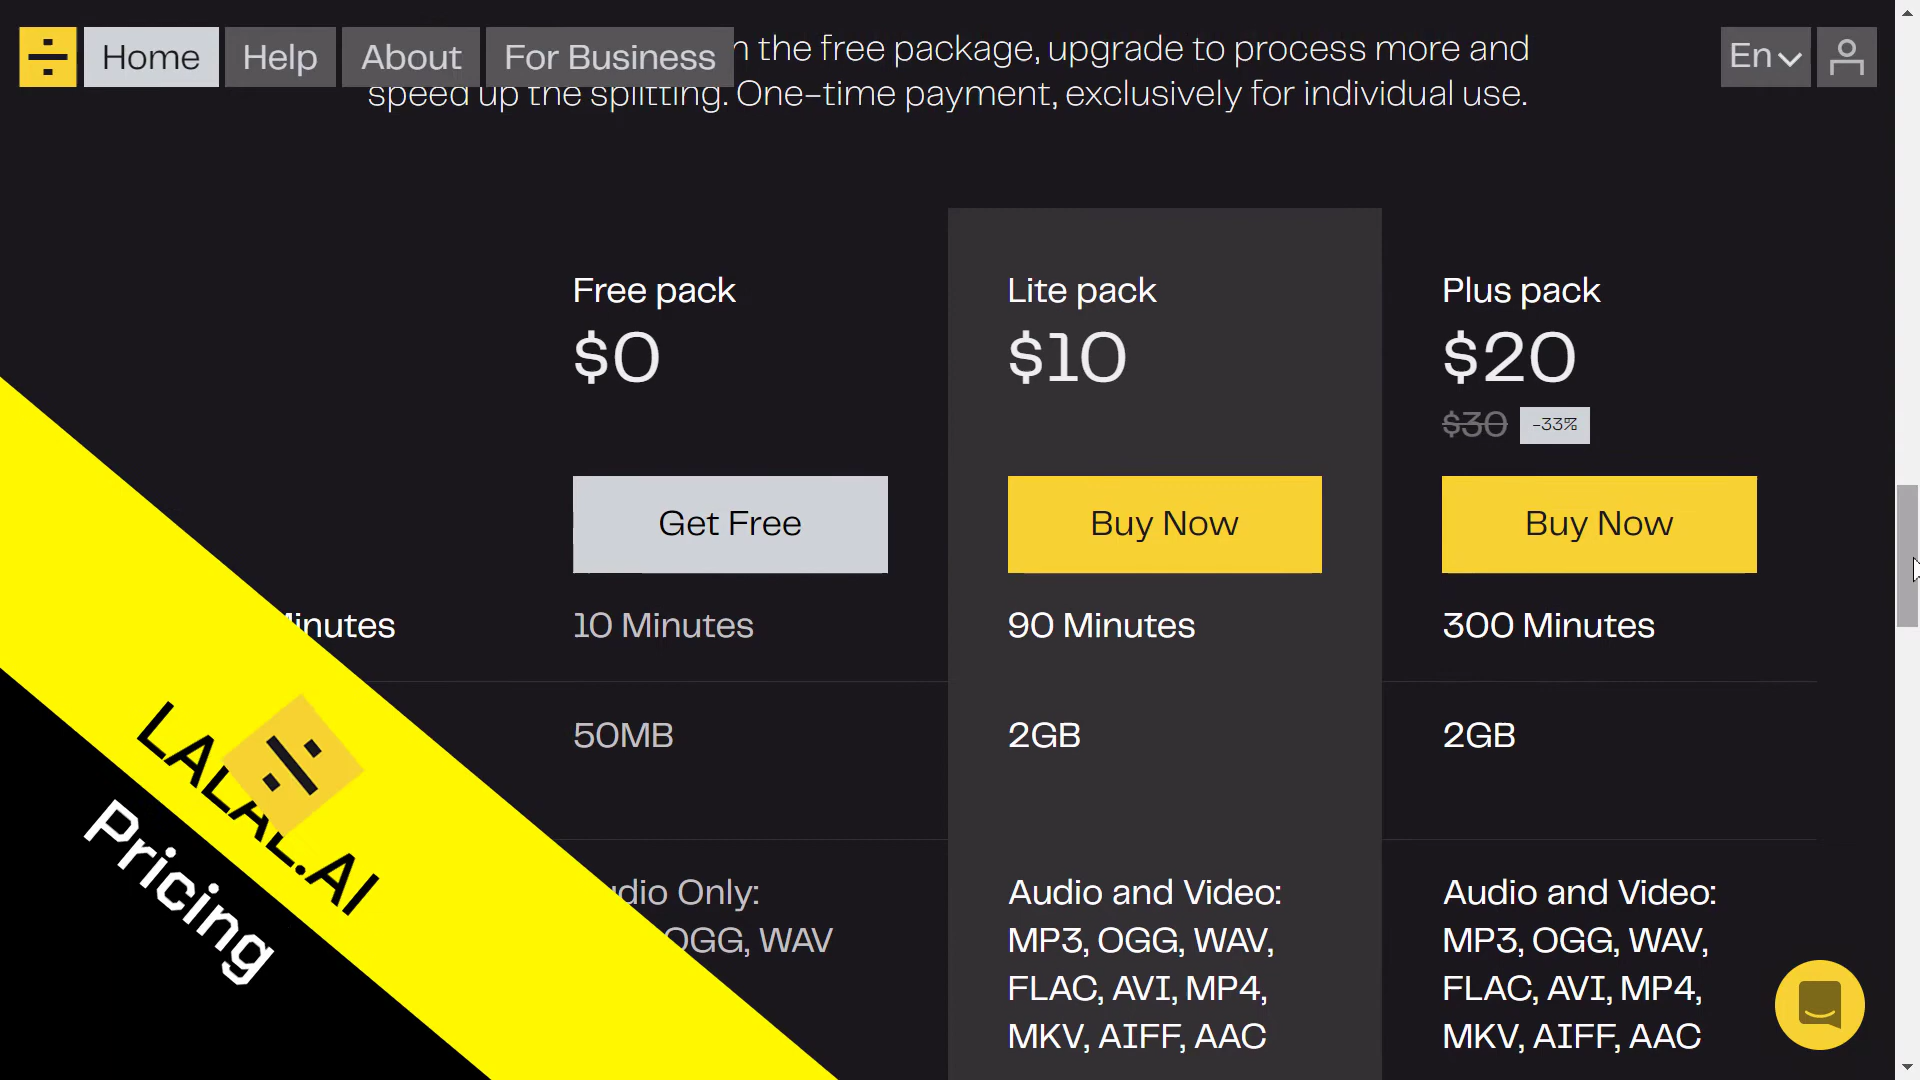 Home Help About For Business the free package, upgrade to process more and En
speed up the splitting. One-time payment, exclusively for individual use.
Free pack
$0
Get Free
Lite pack
$10
Buy Now
Plus pack
$20
$30 -33%
Buy Now
10 Minutes 90 Minutes 300 Minutes
50MB 2GB 2GB
Only:
OGG, WAV
Audio and Video:
MP3, OGG, WAV,
FLAC, AVI, MP4,
MKV, AIFF, AAC
Audio and Video:
MP3, OGG, WAV,
FLAC, AVI, MP4,
MKV, AIFF, AAC
LALAL.AI
Pricing